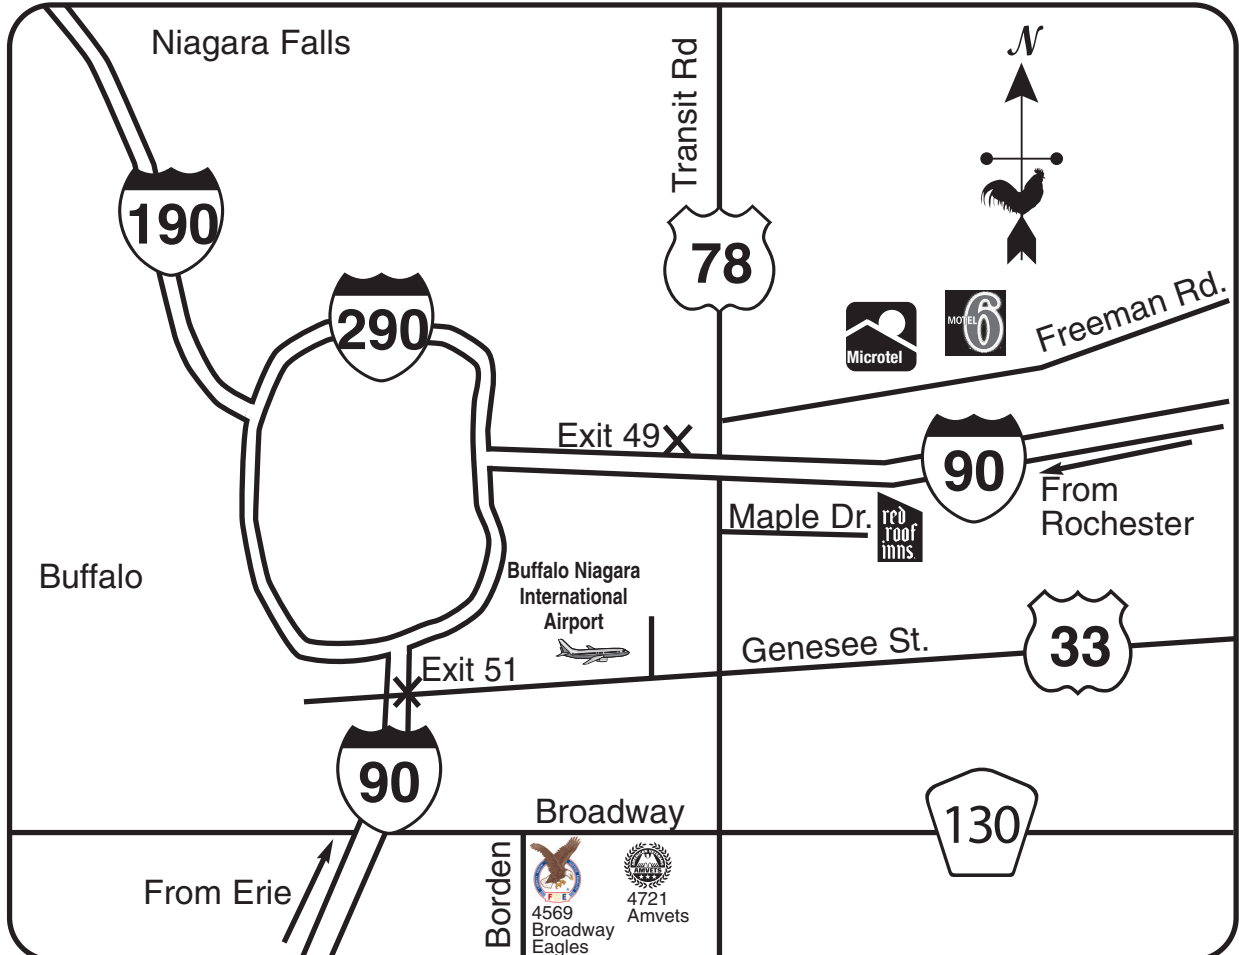 Niagara Falls
Transit Rd
N
190
78
290
Microtel
MOTEL 6
Freeman Rd.
Exit 49
90
From
Rochester
Maple Dr.
red
roof
inns
Buffalo
Buffalo Niagara
International
Airport
Genesee St.
33
Exit 51
90
Broadway
130
From Erie
Borden
F E
4569
Broadway
Eagles
AMVETS
4721
Amvets